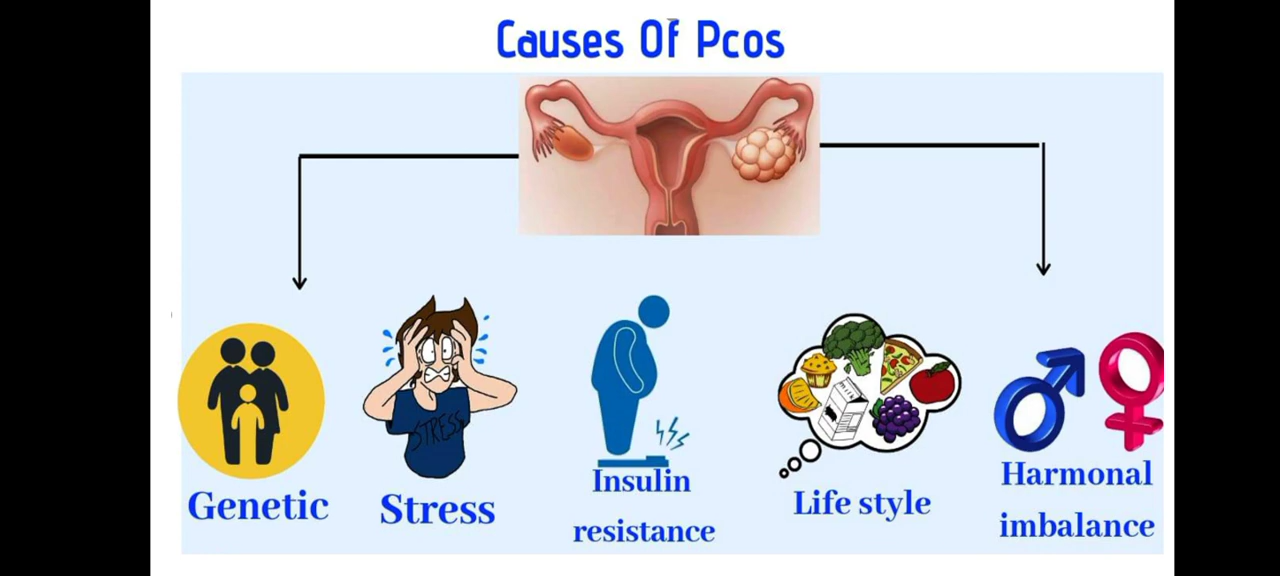 Causes Of Pcos
STRESS
Genetic
Stress
Insulin
resistance
Life style
Harmonal
imbalance